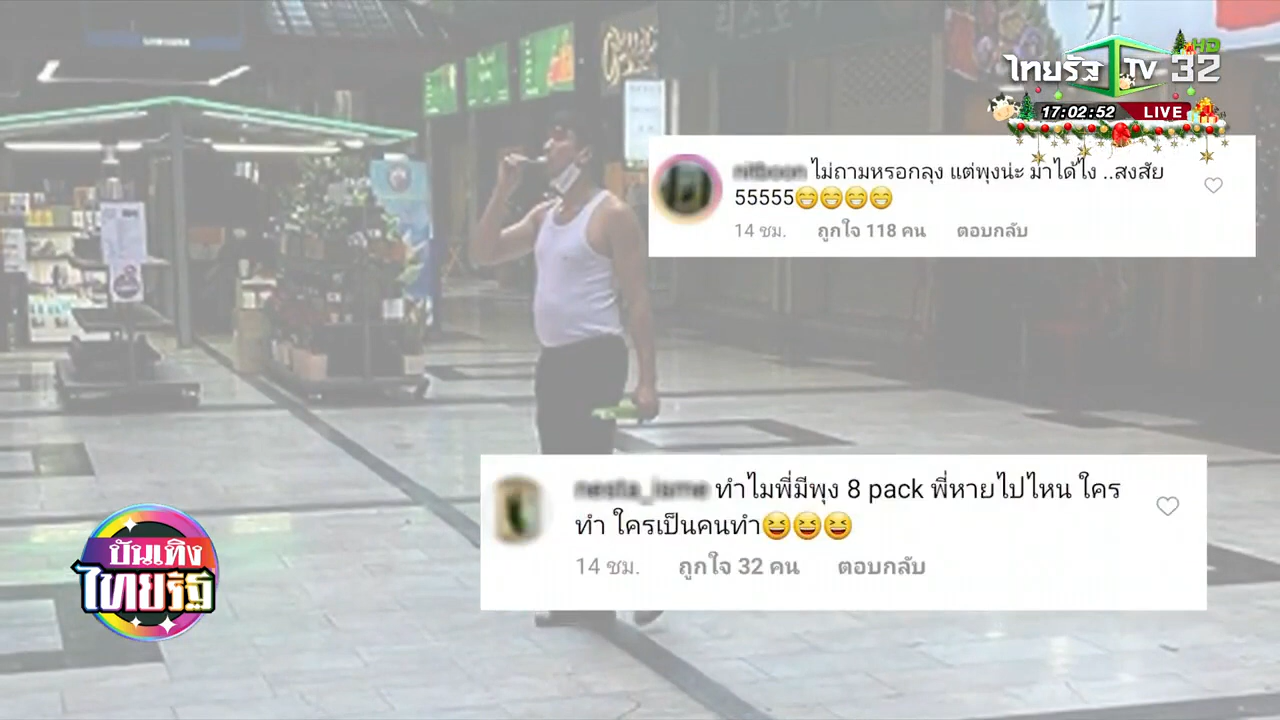 ไทยรัฐ TV 32 HD
17:02:52 LIVE
ไม่ถามหรอกลุง แต่พุงน่ะ มาได้ไง ..สงสัย
55555😁😁😁😁
14 ชม. ถูกใจ 118 คน ตอบกลับ
ทำไมพี่มีพุง 8 pack พี่หายไปไหน ใคร
ทำ ใครเป็นคนทำ😆😆😆
14 ชม. ถูกใจ 32 คน ตอบกลับ
บันเทิง
ไทยรัฐ